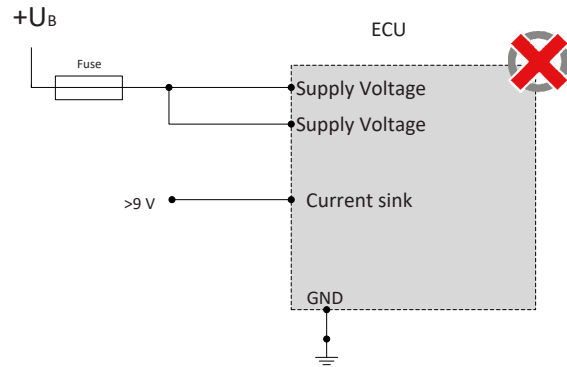 +UB
ECU
Fuse
Supply Voltage
Supply Voltage
>9 V
Current sink
GND